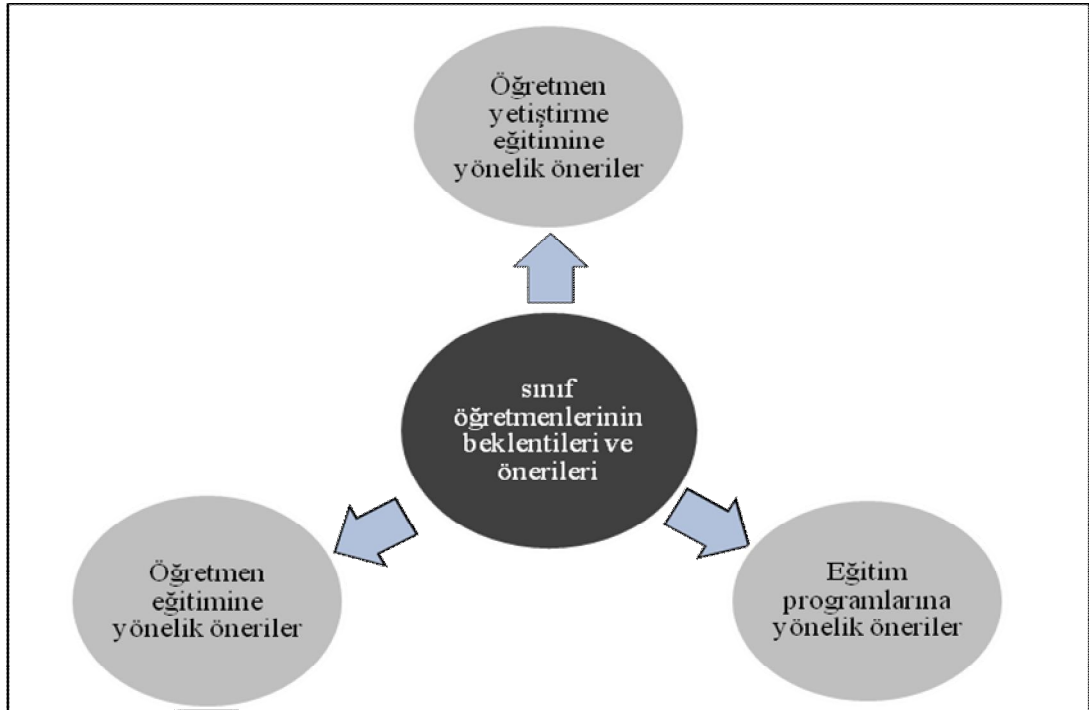 Öğretmen
yetiştirme
eğitimine
yönelik öneriler
sınıf
öğretmenlerinin
beklentileri ve
önerileri
Öğretmen
eğitimine
yönelik öneriler
Eğitim
programlarına
yönelik öneriler